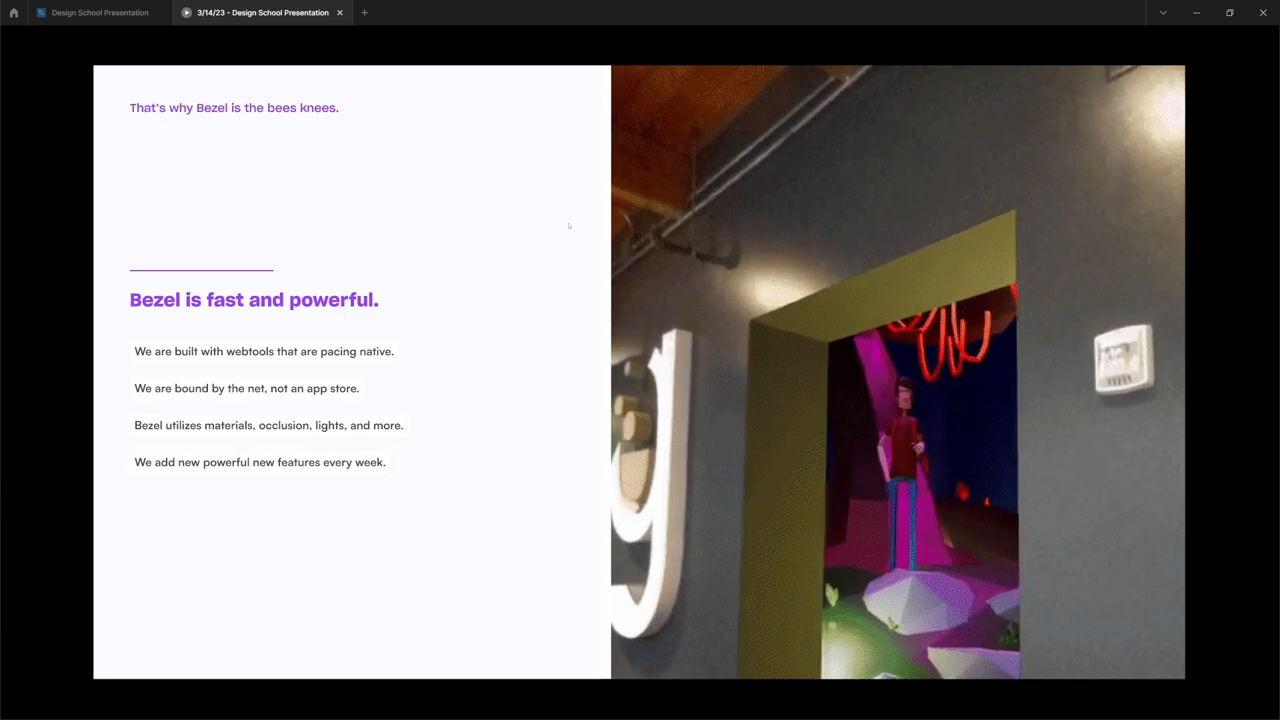 Design School Presentation
3/14/23 - Design School Presentation
That's why Bezel is the bees knees.
Bezel is fast and powerful.
We are built with webtools that are pacing native.
We are bound by the net, not an app store.
Bezel utilizes materials, occlusion, lights, and more.
We add new powerful new features every week.